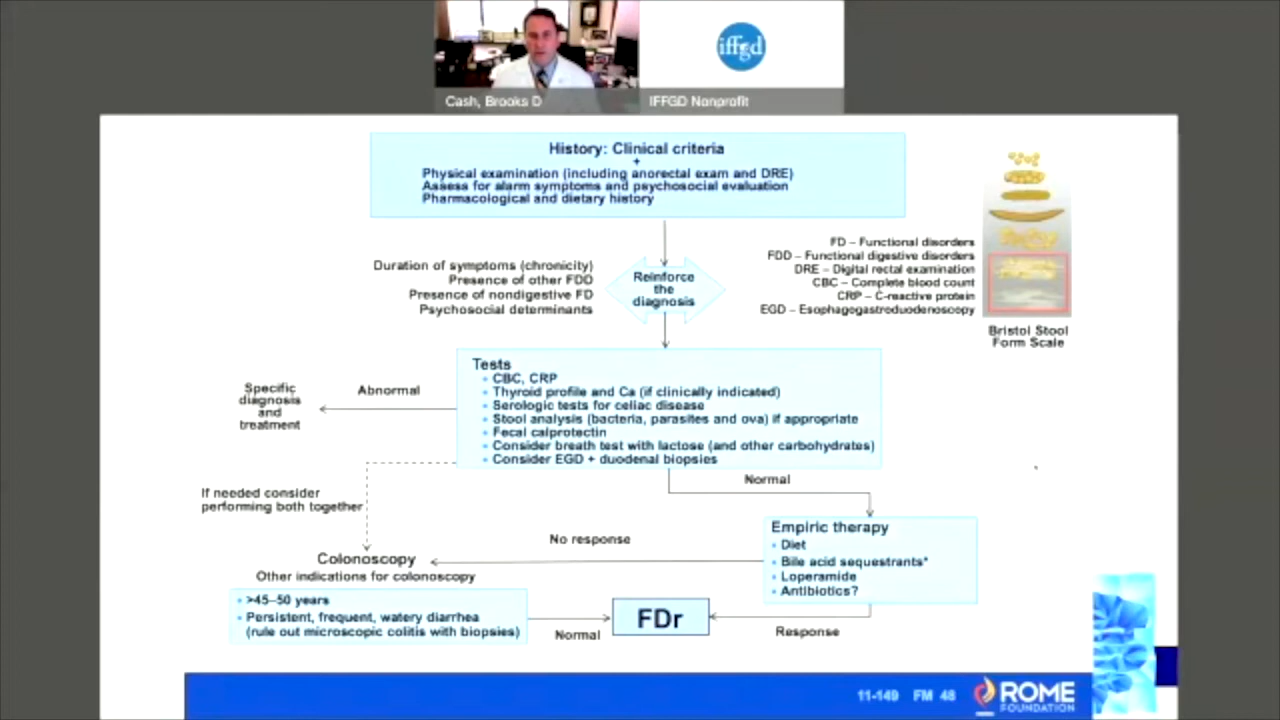 Cash, Brooks D
iffgd
IFFGD Nonprofit
History: Clinical criteria
+
Physical examination (including anorectal exam and DRE)
Assess for alarm symptoms and psychosocial evaluation
Pharmacological and dietary history
Duration of symptoms (chronicity)
Presence of other FDD
Presence of nondigestive FD
Psychosocial determinants
Reinforce
the
diagnosis
FD – Functional disorders
FDD – Functional digestive disorders
DRE – Digital rectal examination
CBC – Complete blood count
CRP – C-reactive protein
EGD – Esophagogastroduodenoscopy
Bristol Stool
Form Scale
Tests
• CBC, CRP
• Thyroid profile and Ca (if clinically indicated)
• Serologic tests for celiac disease
• Stool analysis (bacteria, parasites and ova) if appropriate
• Fecal calprotectin
• Consider breath test with lactose (and other carbohydrates)
• Consider EGD + duodenal biopsies
Abnormal
Specific
diagnosis
and
treatment
Normal
If needed consider
performing both together
Empiric therapy
• Diet
• Bile acid sequestrants*
• Loperamide
• Antibiotics?
No response
Colonoscopy
Other indications for colonoscopy
• >45–50 years
• Persistent, frequent, watery diarrhea
(rule out microscopic colitis with biopsies)
Normal
FDr
Response
11-149 FM 48
ROME
FOUNDATION